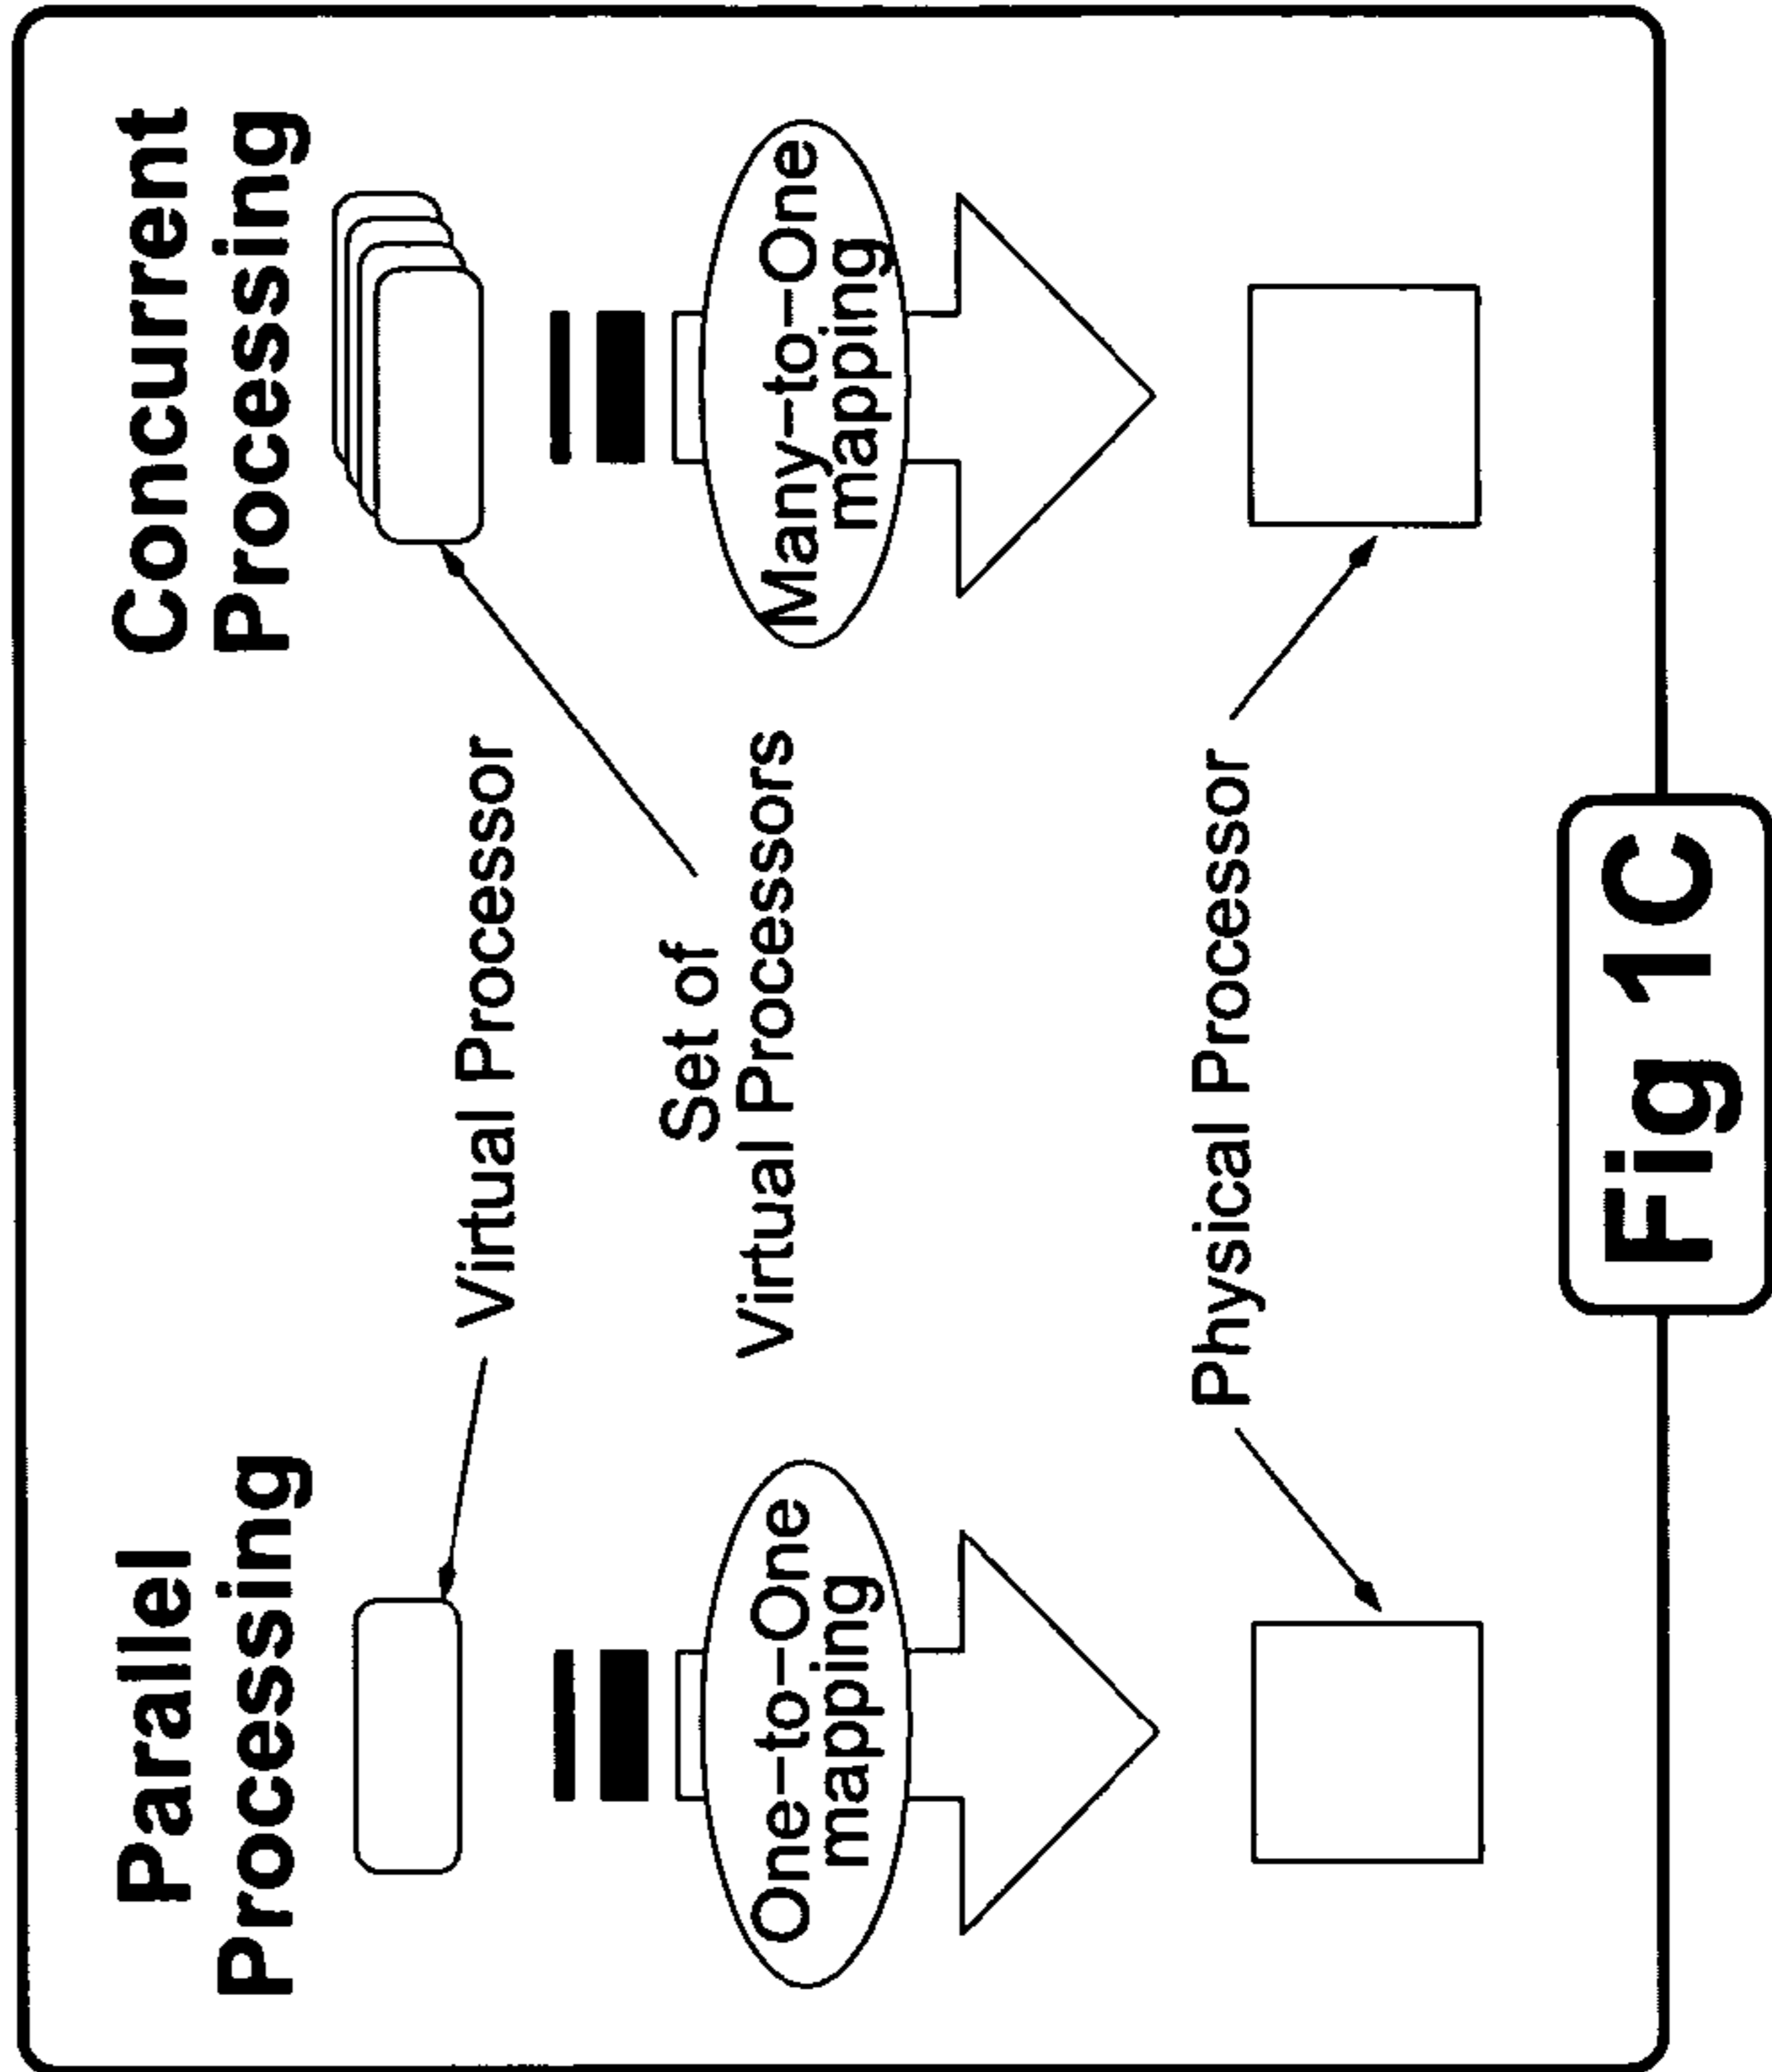 Parallel
Processing
Concurrent
Processing
Virtual Processor
Set of
Virtual Processors
One-to-One
mapping
Many-to-One
mapping
Physical Processor
Fig 1C